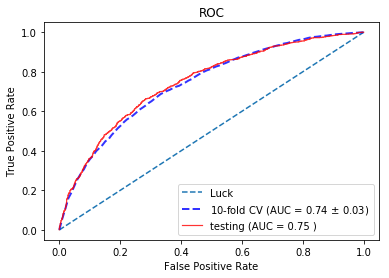 ROC
True Positive Rate
1.0
0.8
0.6
0.4
0.2
0.0
Luck
10-fold CV (AUC = 0.74 ± 0.03)
testing (AUC = 0.75 )
0.0 0.2 0.4 0.6 0.8 1.0
False Positive Rate